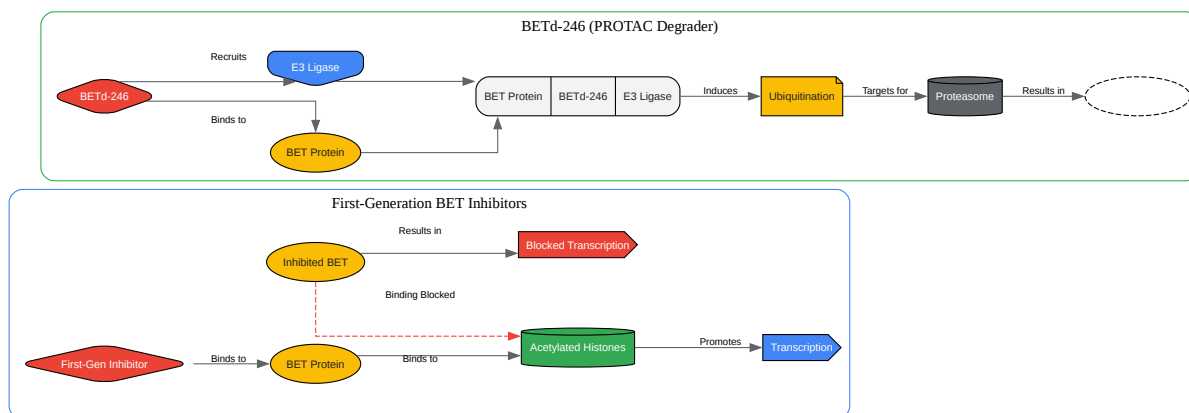 BETd-246 (PROTAC Degrader)
Recruits
E3 Ligase
BETd-246
Binds to
BET Protein
BET Protein
BETd-246
E3 Ligase
Induces
Ubiquitination
Targets for
Proteasome
Results in
First-Generation BET Inhibitors
Results in
Blocked Transcription
Inhibited BET
Binding Blocked
First-Gen Inhibitor
Binds to
BET Protein
Binds to
Acetylated Histones
Promotes
Transcription